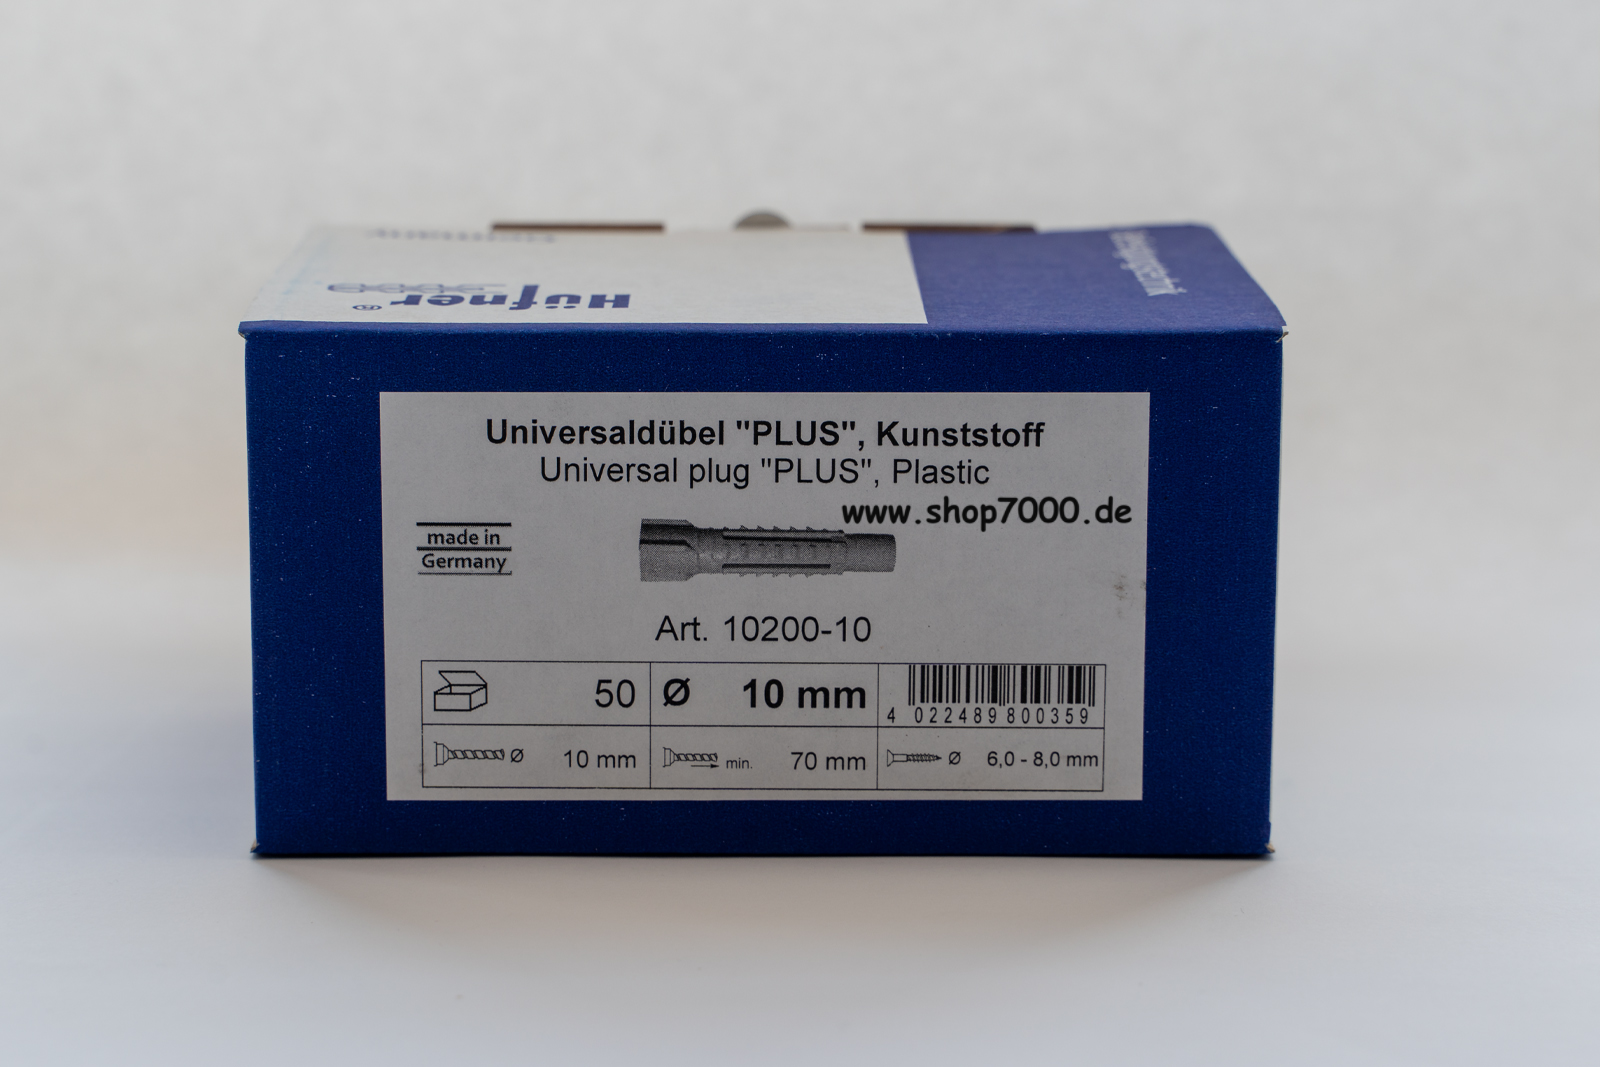 Hüfner®
Universaldübel "PLUS", Kunststoff
Universal plug "PLUS", Plastic
www.shop7000.de
made in
Germany
Art. 10200-10
50
Ø 10 mm
4 022489 800359
Ø 10 mm
min. 70 mm
Ø 6,0 - 8,0 mm